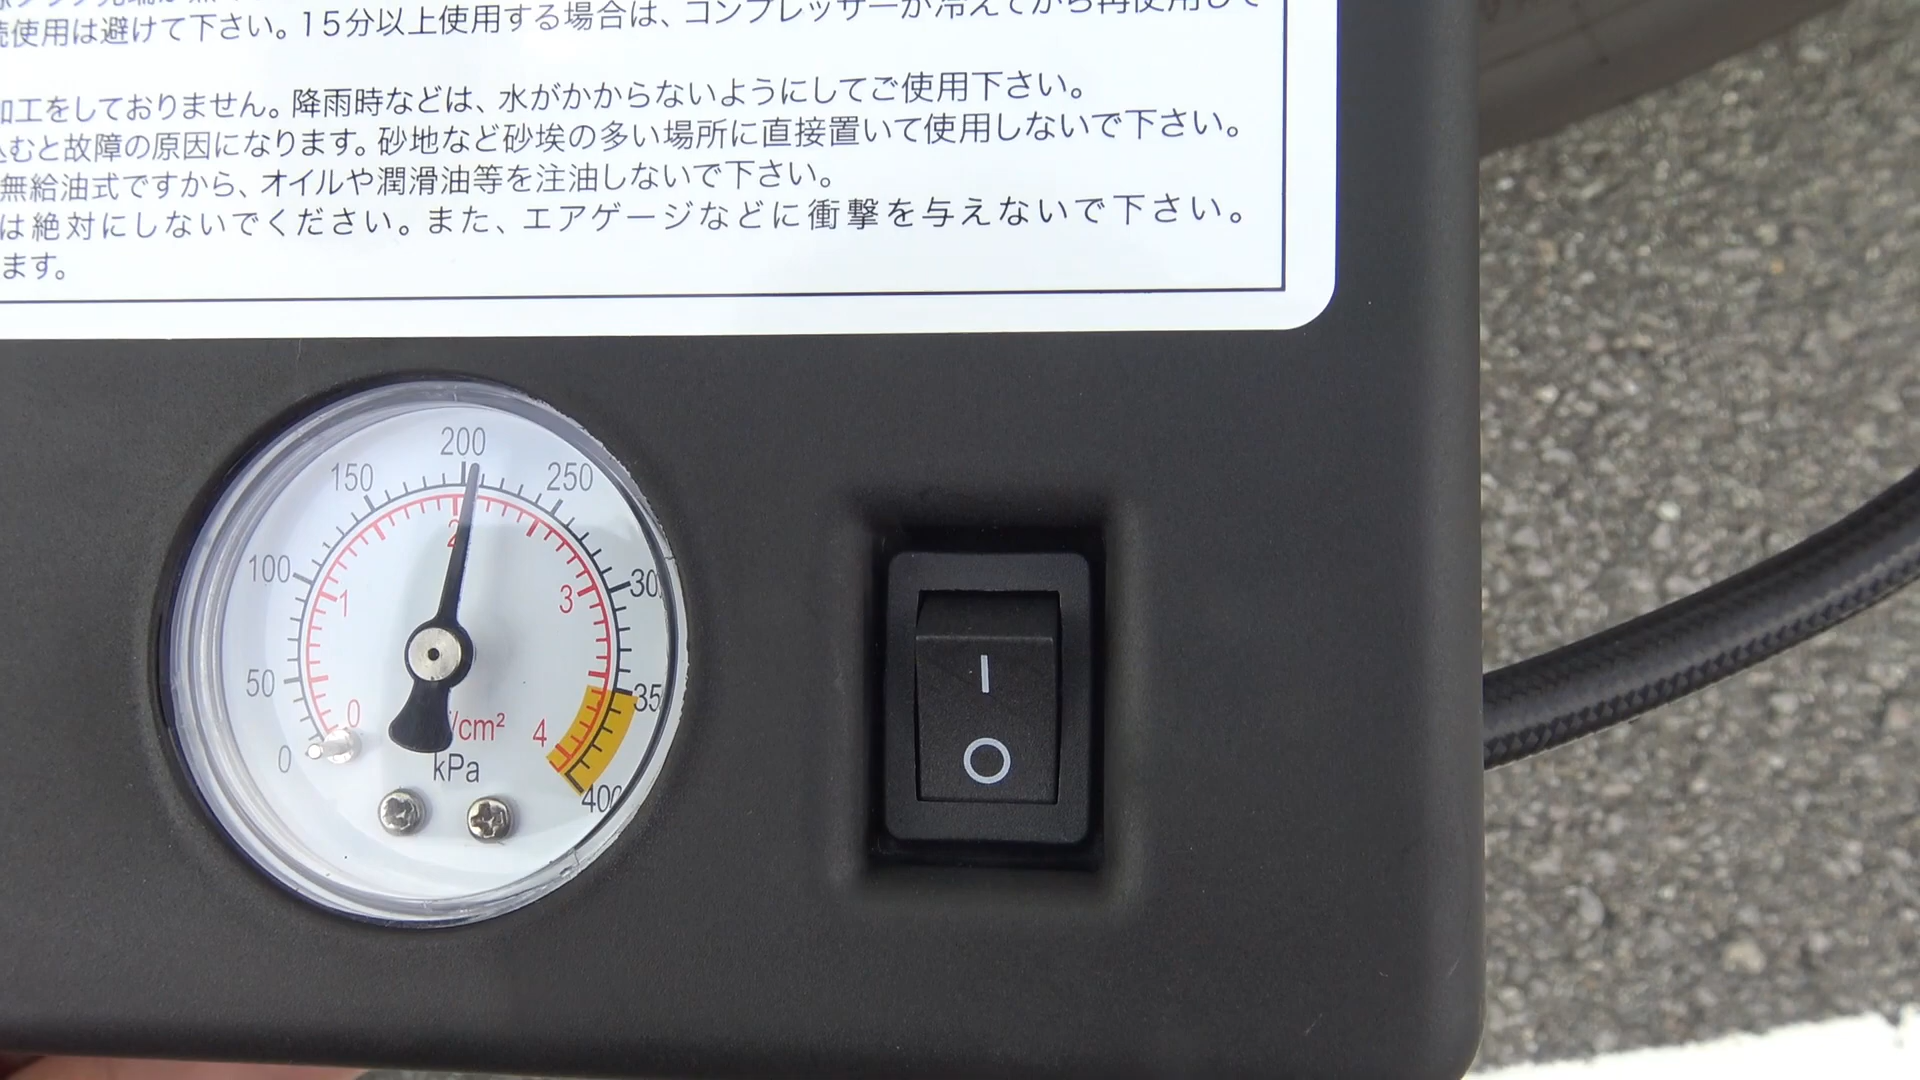 続使用は避けて下さい。15分以上使用する場合は、コンプレッサーが冷えてから再使用して
加工をしておりません。降雨時などは、水がかからないようにしてご使用下さい。
込むと故障の原因になります。砂地など砂埃の多い場所に直接置いて使用しないで下さい。
無給油式ですから、オイルや潤滑油等を注油しないで下さい。
は絶対にしないでください。また、エアゲージなどに衝撃を与えないで下さい。
ます。
0
50
100
150
200
250
30
35
400
0
1
2
3
4
/cm²
kPa
I
O